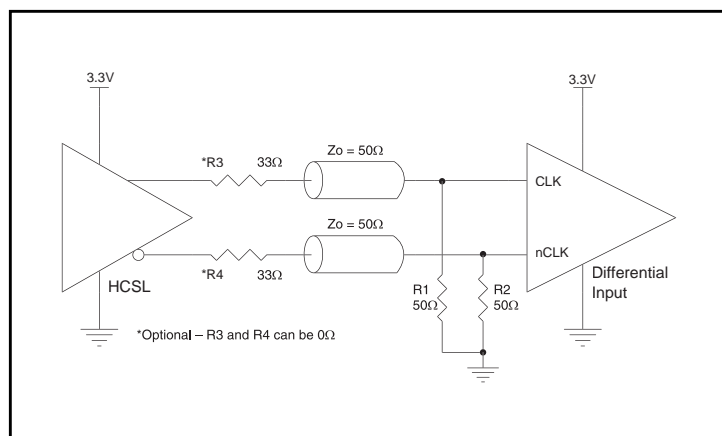 3.3V
3.3V
*R3
33Ω
Zo = 50Ω
CLK
Zo = 50Ω
nCLK
HCSL
*R4
33Ω
R1
50Ω
R2
50Ω
Differential
Input
*Optional – R3 and R4 can be 0Ω